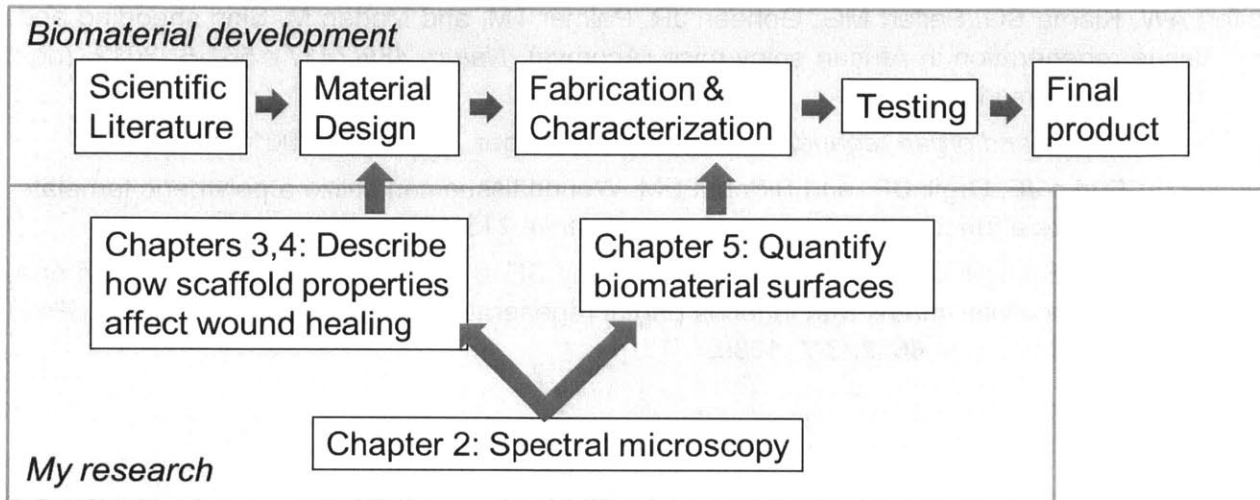 Biomaterial development
Scientific
Literature
Material
Design
Fabrication &
Characterization
Testing
Final
product
Chapters 3,4: Describe
how scaffold properties
affect wound healing
Chapter 5: Quantify
biomaterial surfaces
Chapter 2: Spectral microscopy
My research